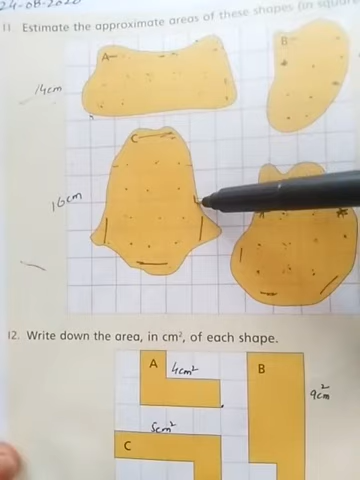 24-08-2020
11. Estimate the approximate areas of these shapes (in square
A
B
14cm
C
16cm
12. Write down the area, in cm², of each shape.
A
4cm²
B
9cm²
5cm²
C